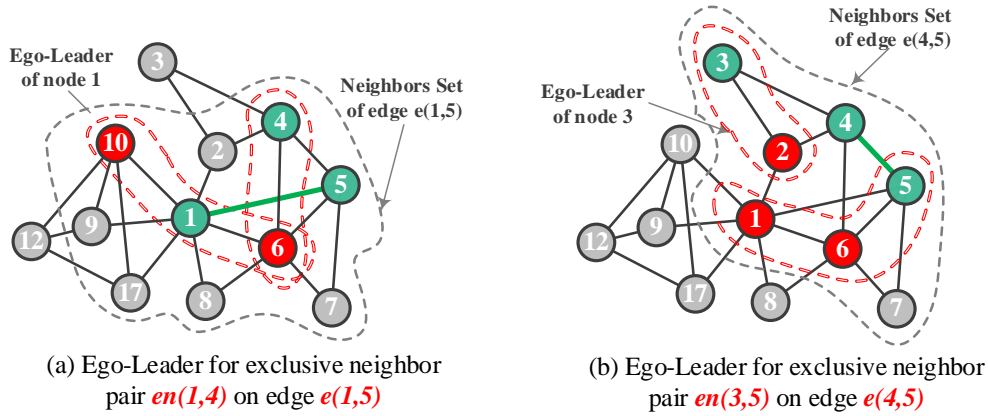 Ego-Leader
of node 1
3
Neighbors Set
of edge e(1,5)
10
4
2
5
1
9
12
6
17
8
7
(a) Ego-Leader for exclusive neighbor
pair en(1,4) on edge e(1,5)
Neighbors Set
of edge e(4,5)
3
Ego-Leader
of node 3
4
10
2
5
1
9
12
6
17
8
7
(b) Ego-Leader for exclusive neighbor
pair en(3,5) on edge e(4,5)